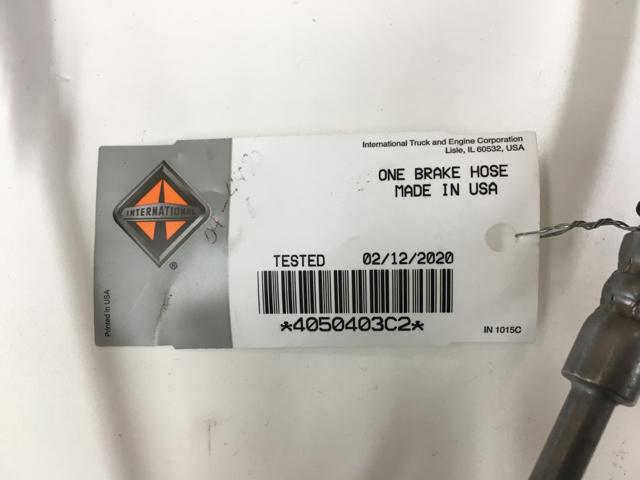 International Truck and Engine Corporation
Lisle, IL 60532, USA
ONE BRAKE HOSE
MADE IN USA
INTERNATIONAL
®
TESTED 02/12/2020
*4050403C2*
Printed in USA
IN 1015C